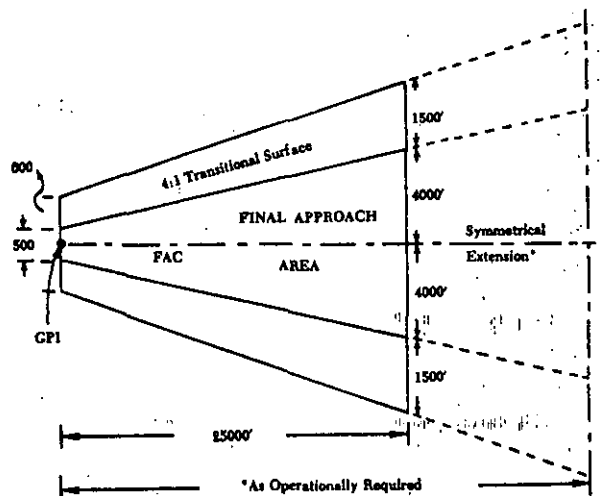 1500'
600
4:1 Transitional Surface
4000'
FINAL APPROACH
500
Symmetrical
FAC
AREA
Extension*
4000'
GPI
1500'
25000'
*As Operationally Required